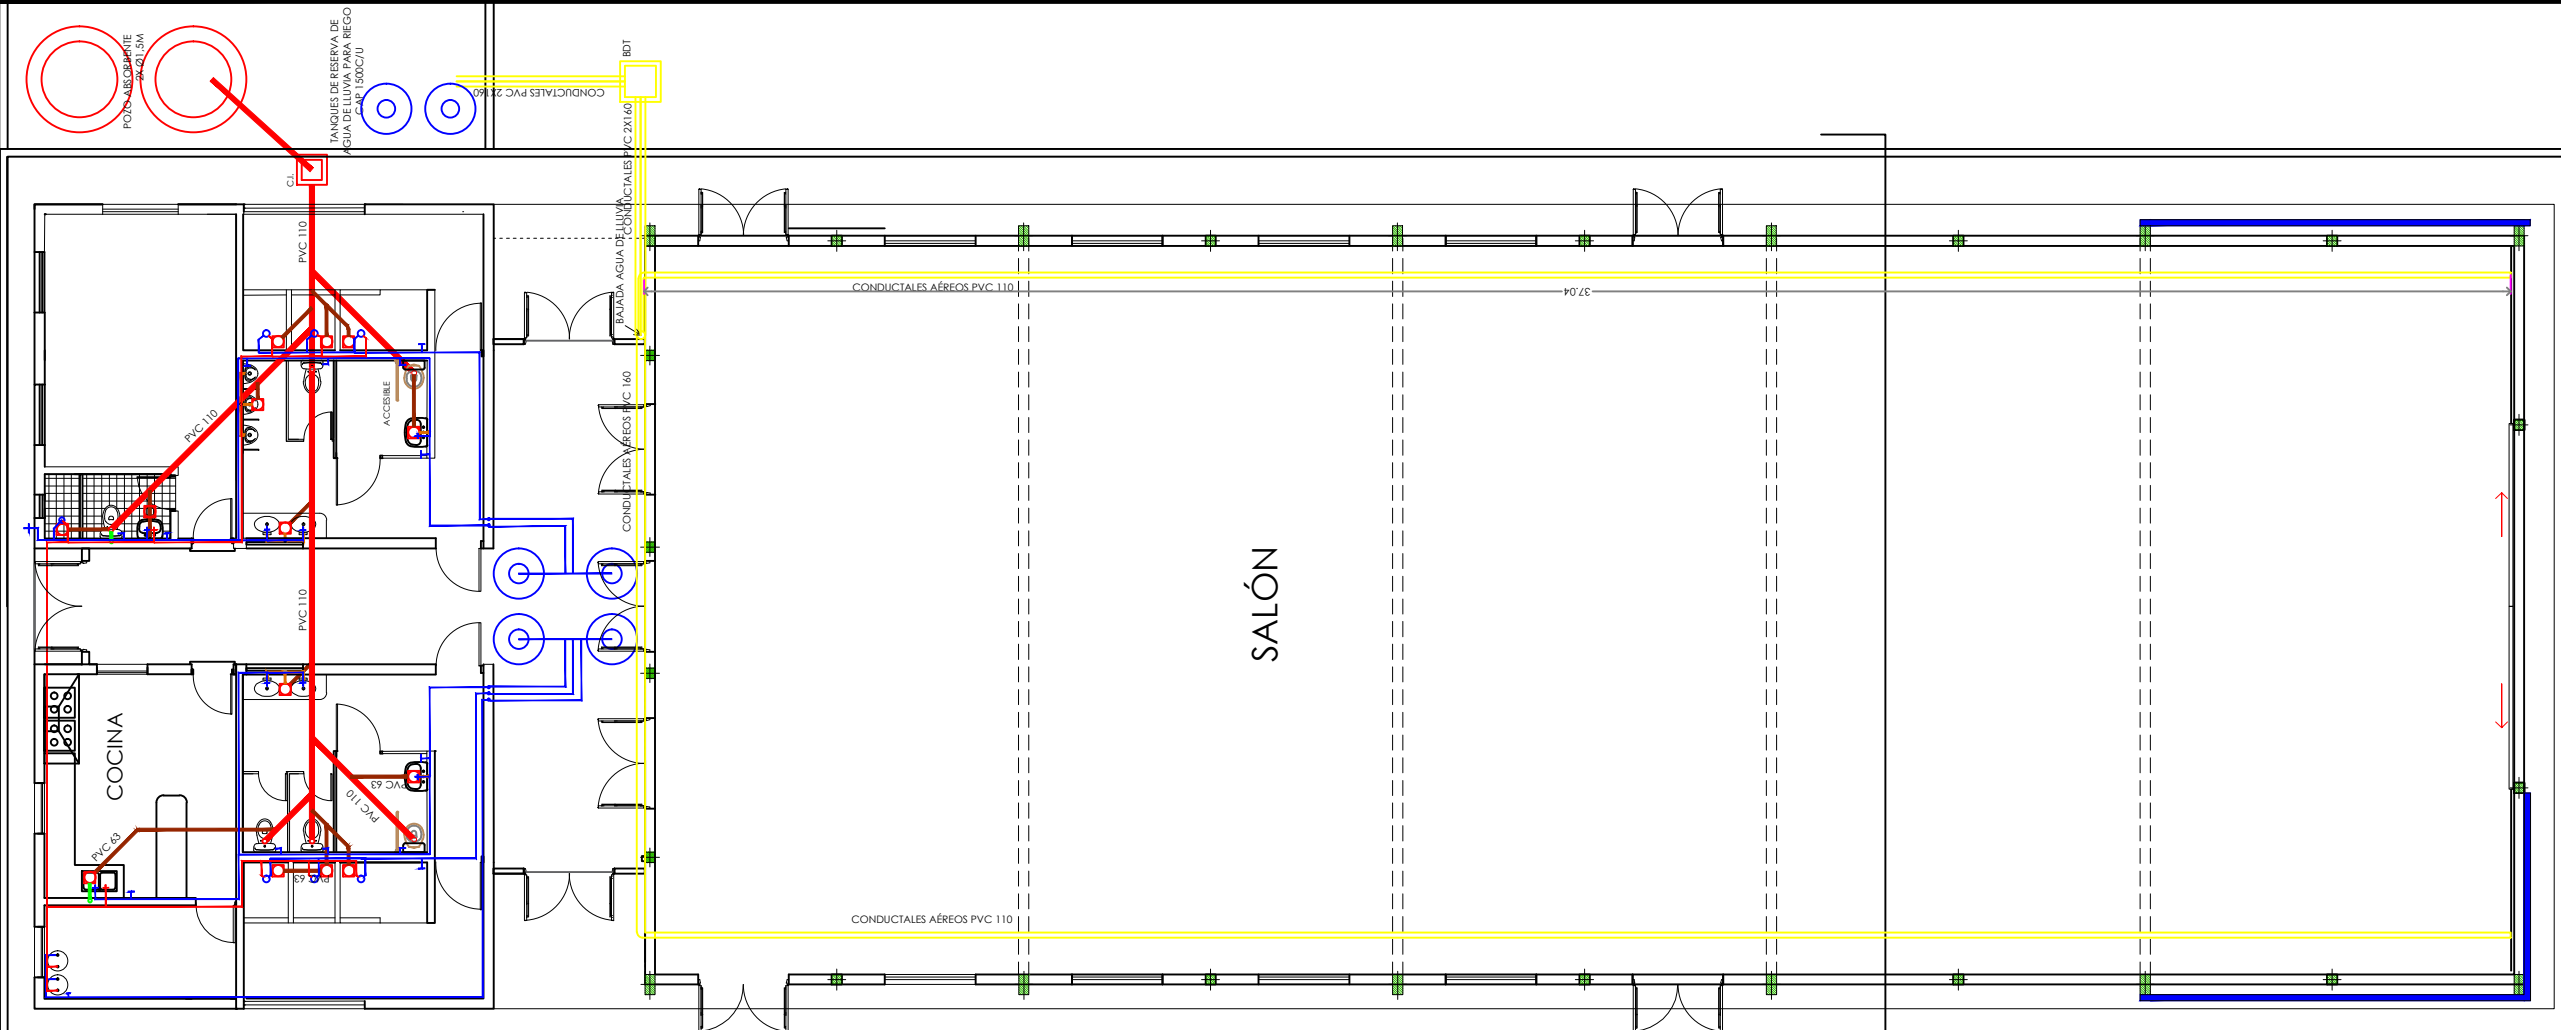 POZO ABSORBENTE
2X Ø1,5M
TANQUES DE RESERVA DE
AGUA DE LLUVIA PARA RIEGO
CAP 1500C/U
CONDUCTALES PVC 2X160
BDT
CONDUCTALES PVC 2X160
BAJADA AGUA DE LLUVIA
C.I.
PVC 110
CONDUCTALES AÉREOS PVC 110
37.04
CONDUCTALES AÉREOS PVC 160
ACCESIBLE
PVC 110
PVC 110
SALÓN
COCINA
PVC 63
PVC 110
PVC 63
PVC 63
CONDUCTALES AÉREOS PVC 110